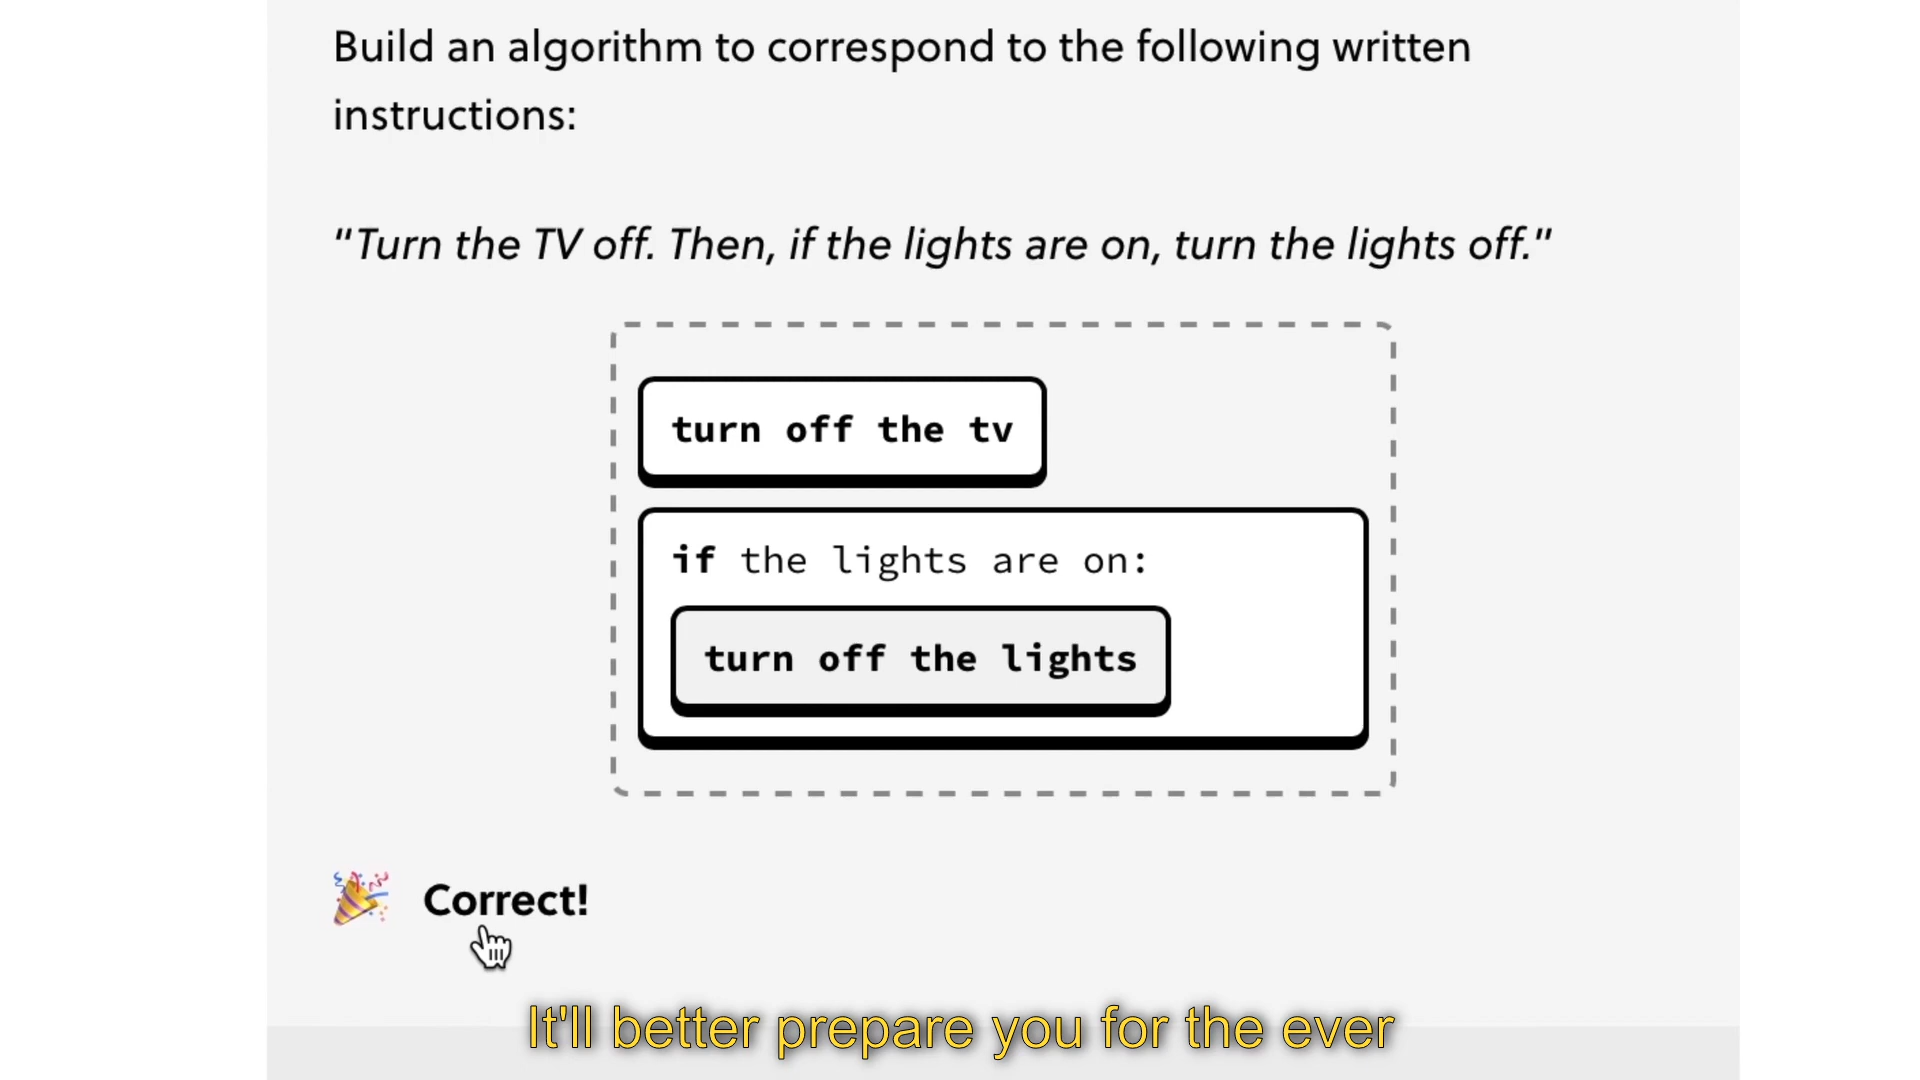 Build an algorithm to correspond to the following written
instructions:
"Turn the TV off. Then, if the lights are on, turn the lights off."
turn off the tv
if the lights are on:
turn off the lights
Correct!
It'll better prepare you for the ever